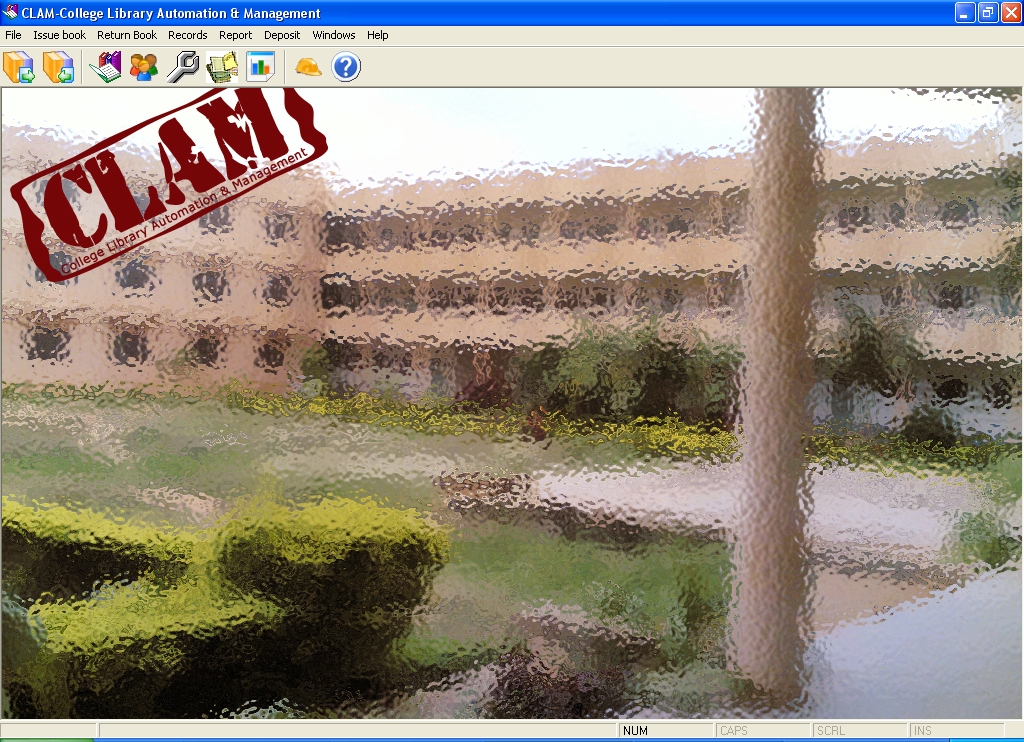 CLAM-College Library Automation & Management
File Issue book Return Book Records Report Deposit Windows Help
?
CLAM
College Library Automation & Management
NUM CAPS SCRL INS